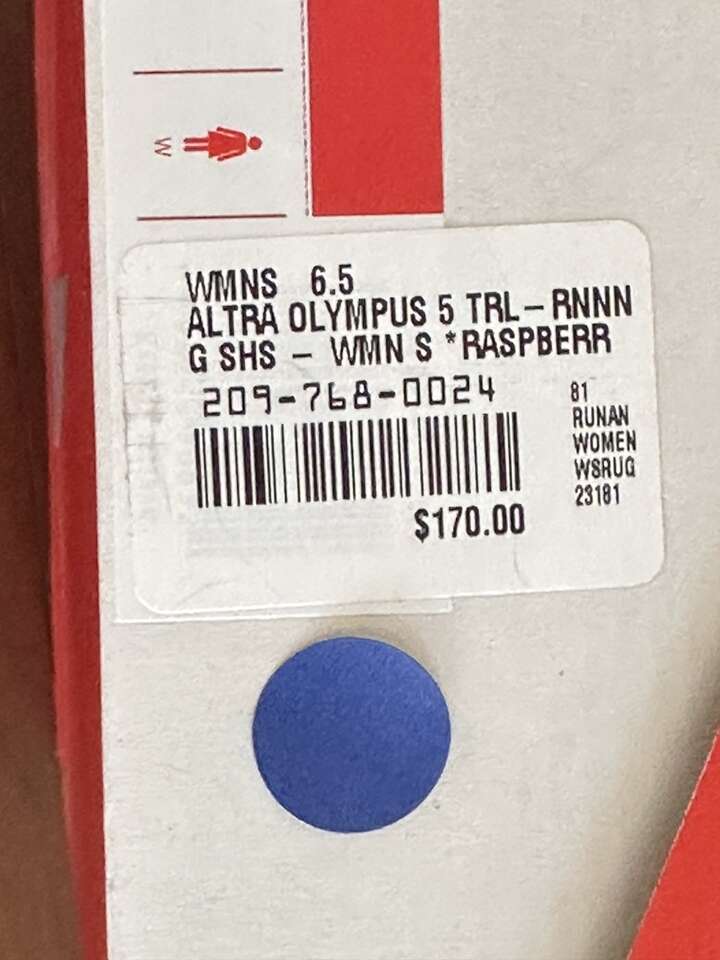 W
WMNS 6.5
ALTRA OLYMPUS 5 TRL-RNNN
G SHS - WMN S *RASPBERR
209-768-0024
$170.00
81
RUNAN
WOMEN
WSRUG
23181